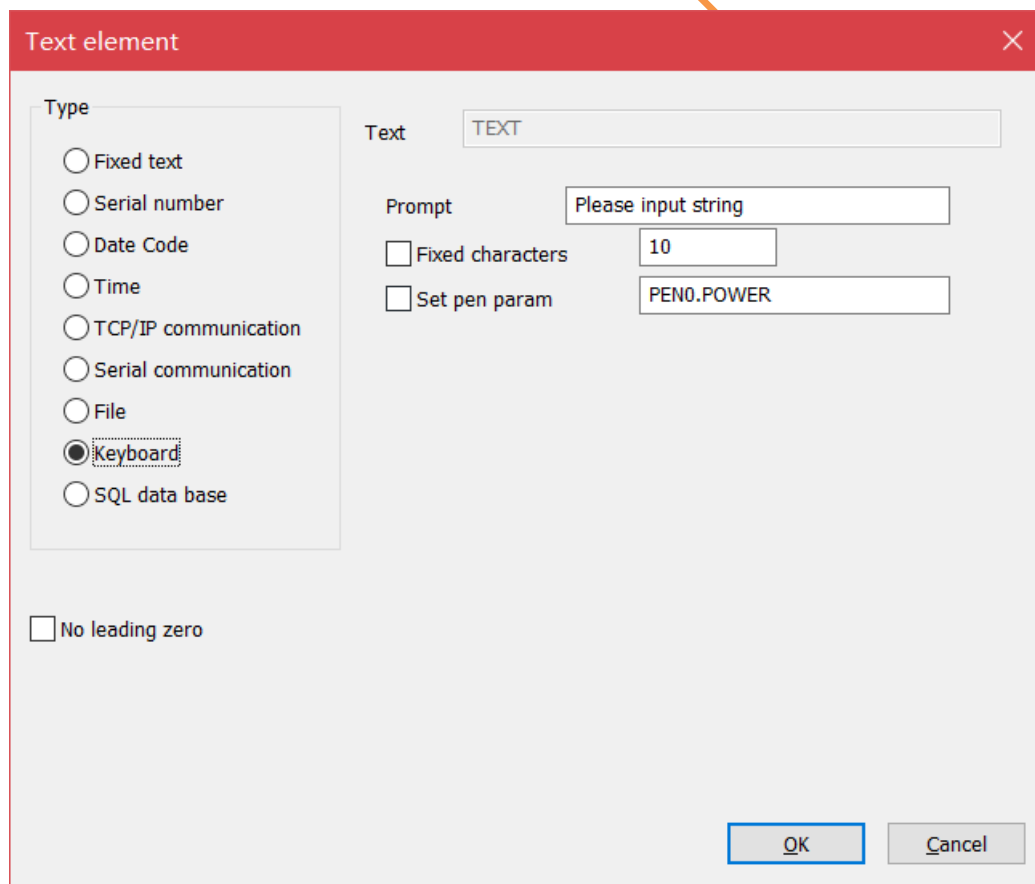 Text element
Type
Fixed text
Serial number
Date Code
Time
TCP/IP communication
Serial communication
File
Keyboard
SQL data base
No leading zero
Text TEXT
Prompt Please input string
Fixed characters 10
Set pen param PEN0.POWER
OK Cancel